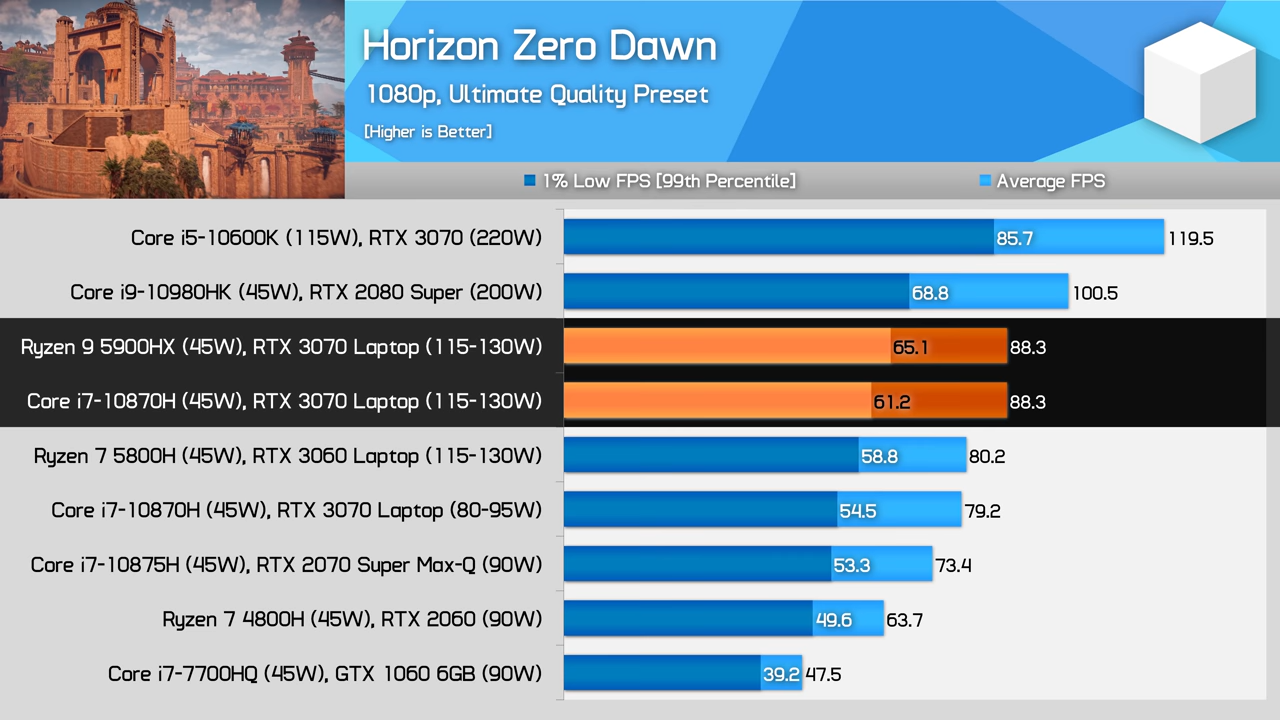 Horizon Zero Dawn
1080p, Ultimate Quality Preset
[Higher is Better]
1% Low FPS [99th Percentile] Average FPS
Core i5-10600K (115W), RTX 3070 (220W) 85.7 119.5
Core i9-10980HK (45W), RTX 2080 Super (200W) 68.8 100.5
Ryzen 9 5900HX (45W), RTX 3070 Laptop (115-130W) 65.1 88.3
Core i7-10870H (45W), RTX 3070 Laptop (115-130W) 61.2 88.3
Ryzen 7 5800H (45W), RTX 3060 Laptop (115-130W) 58.8 80.2
Core i7-10870H (45W), RTX 3070 Laptop (80-95W) 54.5 79.2
Core i7-10875H (45W), RTX 2070 Super Max-Q (90W) 53.3 73.4
Ryzen 7 4800H (45W), RTX 2060 (90W) 49.6 63.7
Core i7-7700HQ (45W), GTX 1060 6GB (90W) 39.2 47.5